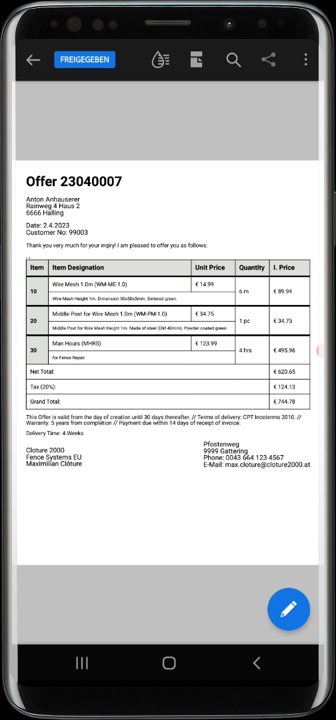 FREIGEGEBEN
Offer 23040007
Anton Anhauserer
Rainweg 4 Haus 2
6666 Halling
Date: 2.4.2023
Customer No: 99003
Thank you very much for your inqiry! I am pleased to offer you as follows:
Item Item Designation Unit Price Quantity I. Price
10 Wire Mesh 1.0m (WM-ME-1.0) € 14.99 6 m € 89.94
Wire Mesh Height 1m. Dimension 50x50x3mm. Sintered green.
20 Middle Post for Wire Mesh 1.0m (WM-PM-1.0) € 34.75 1 pc € 34.75
Middle Post for Wire Mesh Height 1m. Made of steel (DM 40mm). Powder coated green.
30 Man Hours (MHRS) € 123.99 4 hrs € 495.96
for Fence Repair
Net Total: € 620.65
Tax (20%): € 124.13
Grand Total: € 744.78
This Offer is valid from the day of creation until 30 days thereafter. // Terms of delivery: CPT Incoterms 2010. //
Warranty: 5 years from completion // Payment due within 14 days of receipt of invoice.
Delivery Time: 4 Weeks
Cloture 2000
Fence Systems EU
Maximilian Clôture
Pfostenweg
9999 Gattering
Phone: 0043 664 123 4567
E-Mail: max.cloture@cloture2000.at